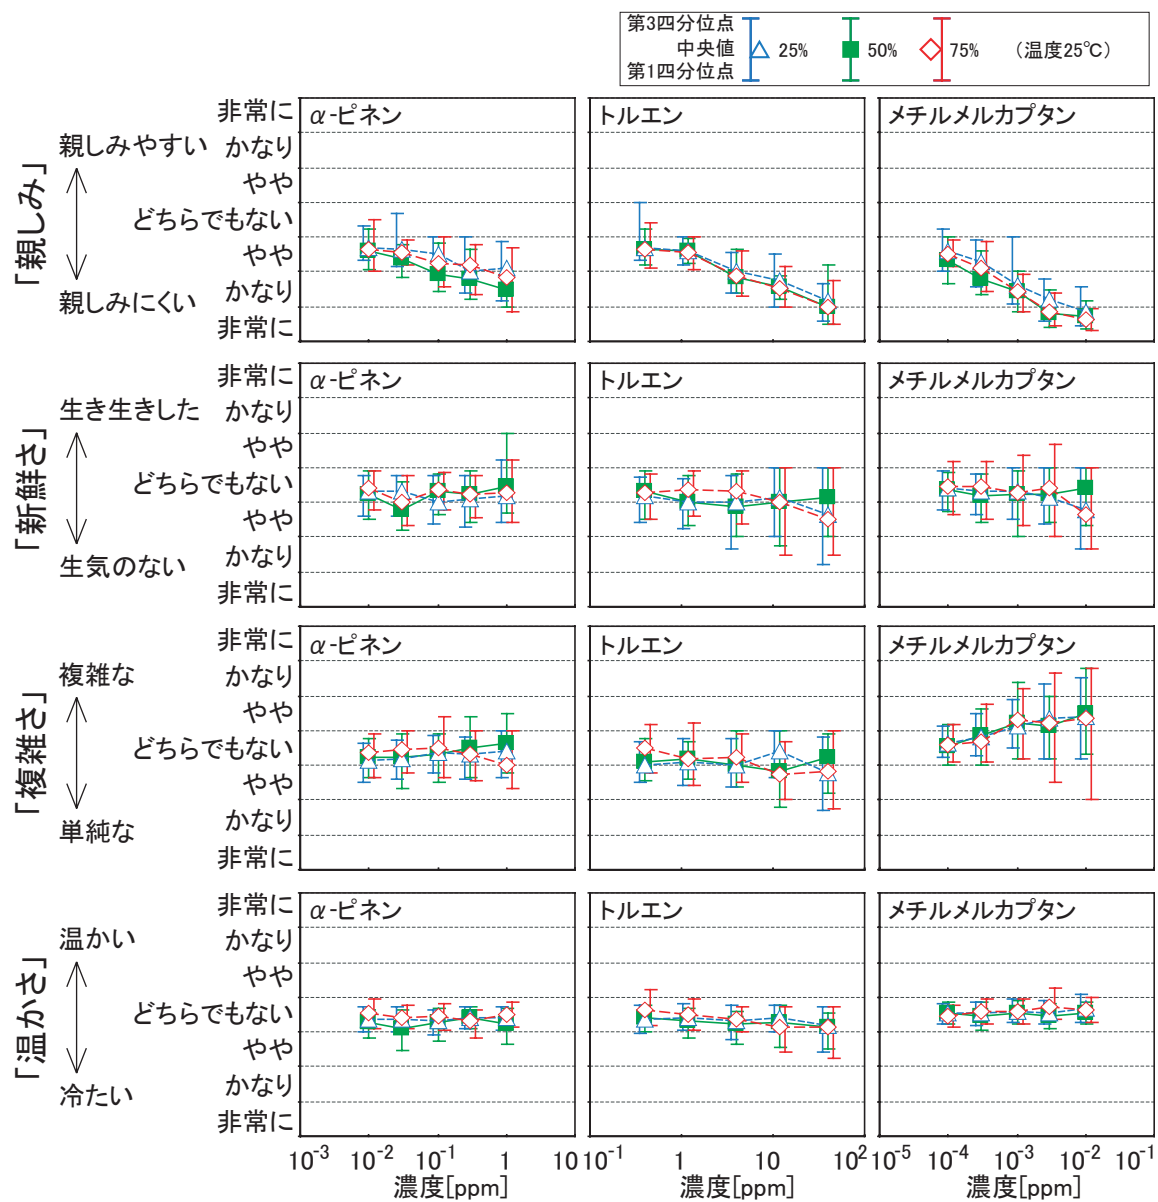 第3四分位点
中央値 25% 50% 75% (温度25℃)
第1四分位点
「親しみ」
親しみやすい
親しみにくい
非常に
かなり
やや
どちらでもない
やや
かなり
非常に
α-ピネン
トルエン
メチルメルカプタン
「新鮮さ」
生き生きした
生気のない
非常に
かなり
やや
どちらでもない
やや
かなり
非常に
α-ピネン
トルエン
メチルメルカプタン
「複雑さ」
複雑な
単純な
非常に
かなり
やや
どちらでもない
やや
かなり
非常に
α-ピネン
トルエン
メチルメルカプタン
「温かさ」
温かい
冷たい
非常に
かなり
やや
どちらでもない
やや
かなり
非常に
α-ピネン
トルエン
メチルメルカプタン
10⁻³ 10⁻² 10⁻¹ 1 10
濃度[ppm]
10⁻¹ 1 10 10²
濃度[ppm]
10⁻⁵ 10⁻⁴ 10⁻³ 10⁻² 10⁻¹
濃度[ppm]